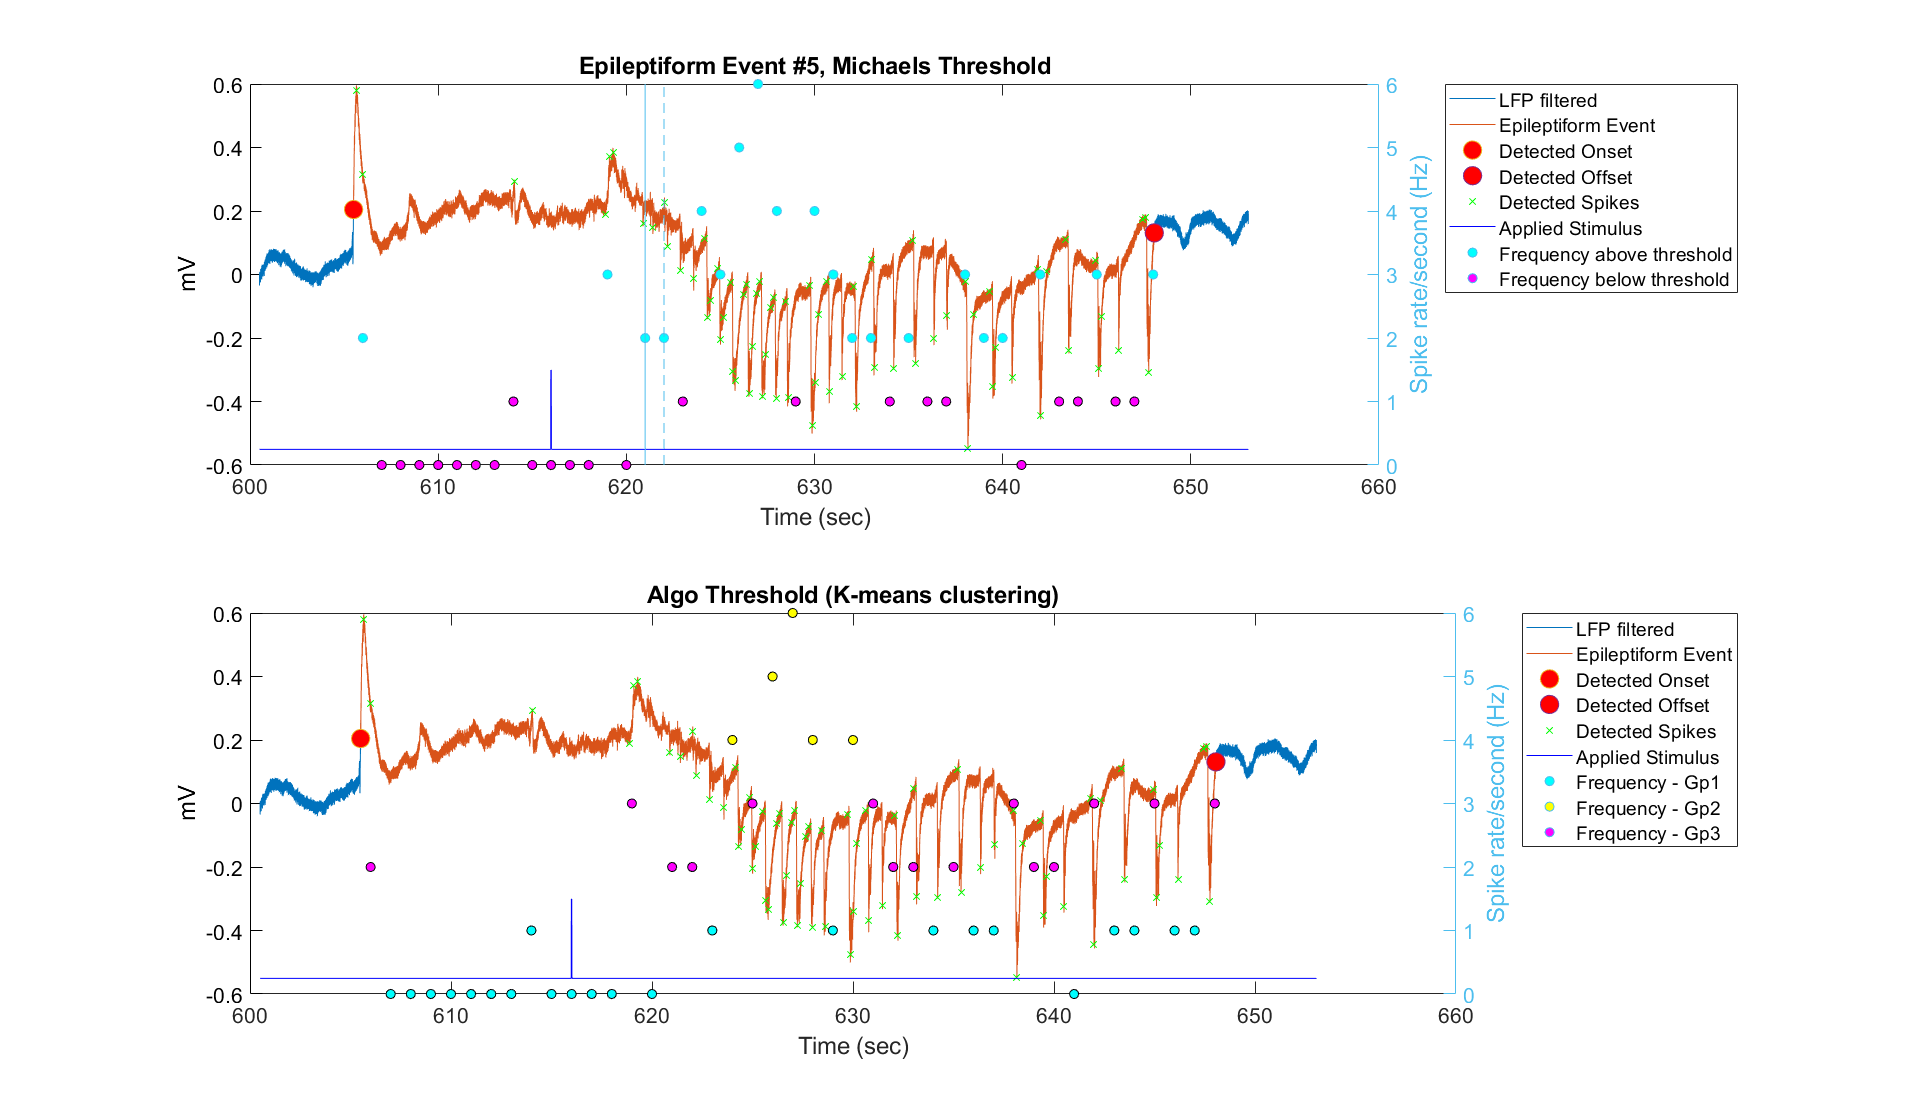 Epileptiform Event #5, Michaels Threshold
0.6
0.4
0.2
0
-0.2
-0.4
-0.6
mV
600
610
620
630
640
650
660
Time (sec)
6
5
4
3
2
1
0
Spike rate/second (Hz)
LFP filtered
Epileptiform Event
Detected Onset
Detected Offset
Detected Spikes
Applied Stimulus
Frequency above threshold
Frequency below threshold
Algo Threshold (K-means clustering)
0.6
0.4
0.2
0
-0.2
-0.4
-0.6
mV
600
610
620
630
640
650
660
Time (sec)
6
5
4
3
2
1
0
Spike rate/second (Hz)
LFP filtered
Epileptiform Event
Detected Onset
Detected Offset
Detected Spikes
Applied Stimulus
Frequency - Gp1
Frequency - Gp2
Frequency - Gp3